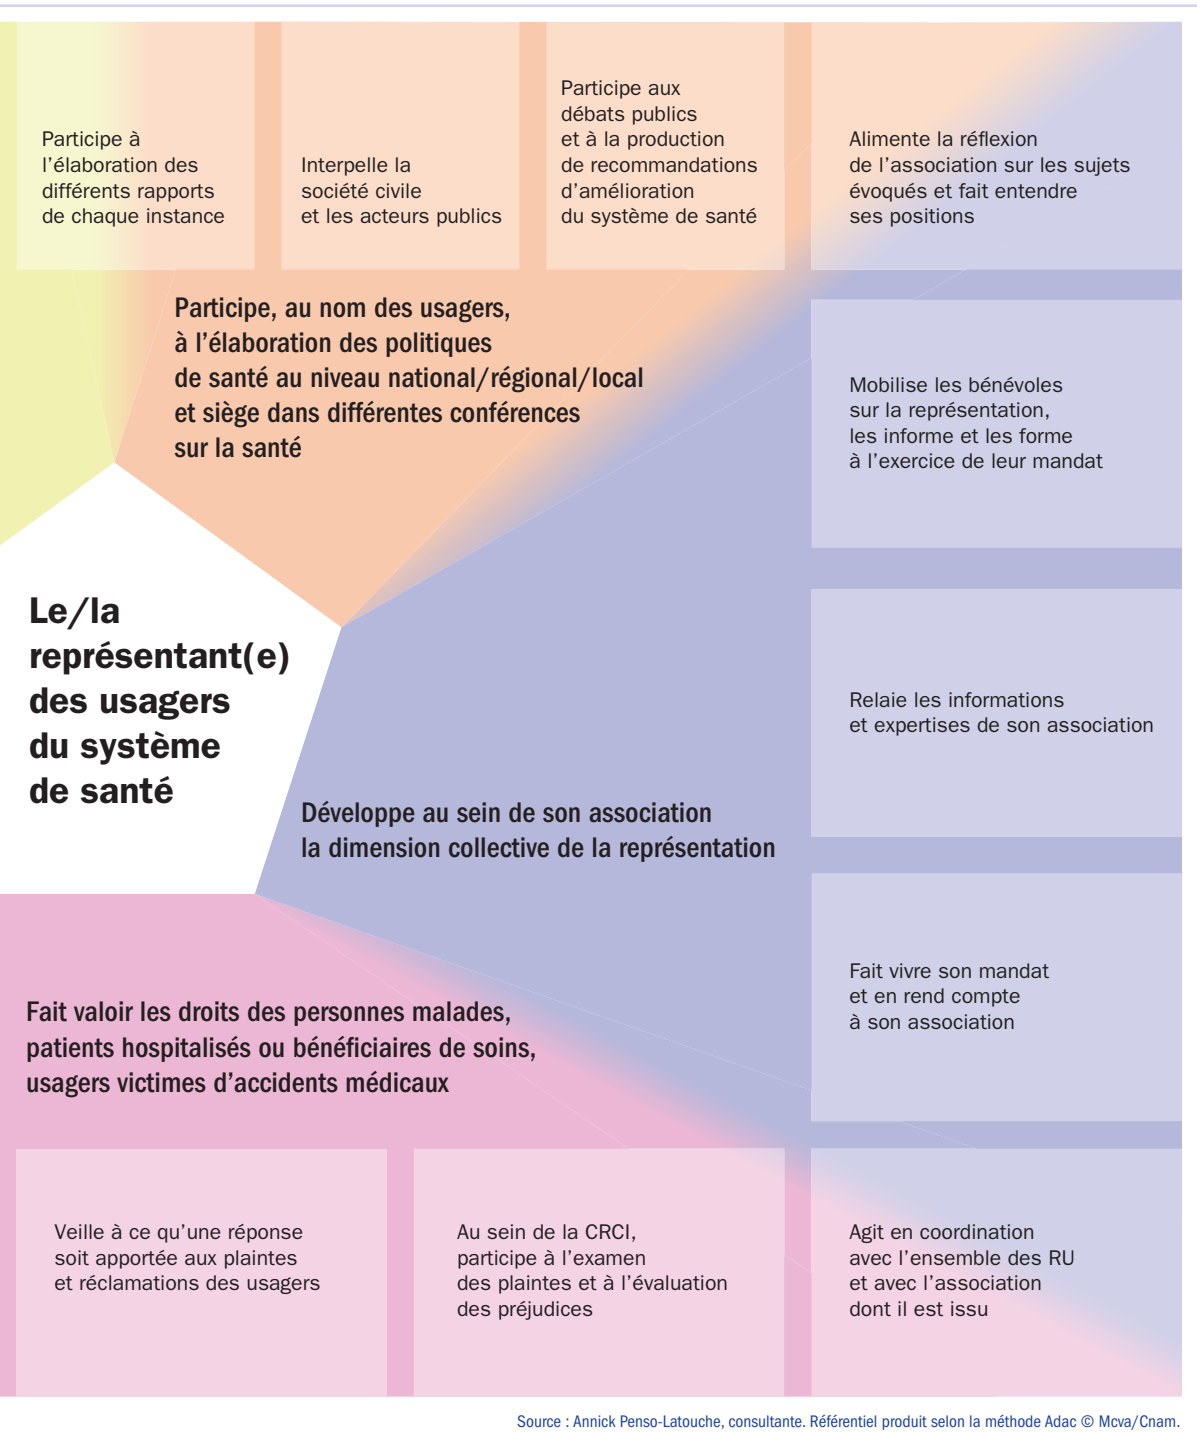 Participe à
l’élaboration des
différents rapports
de chaque instance
Interpelle la
société civile
et les acteurs publics
Participe aux
débats publics
et à la production
de recommandations
d’amélioration
du système de santé
Alimente la réflexion
de l’association sur les sujets
évoqués et fait entendre
ses positions
Participe, au nom des usagers,
à l’élaboration des politiques
de santé au niveau national/régional/local
et siège dans différentes conférences
sur la santé
Mobilise les bénévoles
sur la représentation,
les informe et les forme
à l’exercice de leur mandat
Le/la
représentant(e)
des usagers
du système
de santé
Relaie les informations
et expertises de son association
Développe au sein de son association
la dimension collective de la représentation
Fait vivre son mandat
et en rend compte
à son association
Fait valoir les droits des personnes malades,
patients hospitalisés ou bénéficiaires de soins,
usagers victimes d’accidents médicaux
Veille à ce qu’une réponse
soit apportée aux plaintes
et réclamations des usagers
Au sein de la CRCI,
participe à l’examen
des plaintes et à l’évaluation
des préjudices
Agit en coordination
avec l’ensemble des RU
et avec l’association
dont il est issu
Source : Annick Penso-Latouche, consultante. Référentiel produit selon la méthode Adac © Mcva/Cnam.